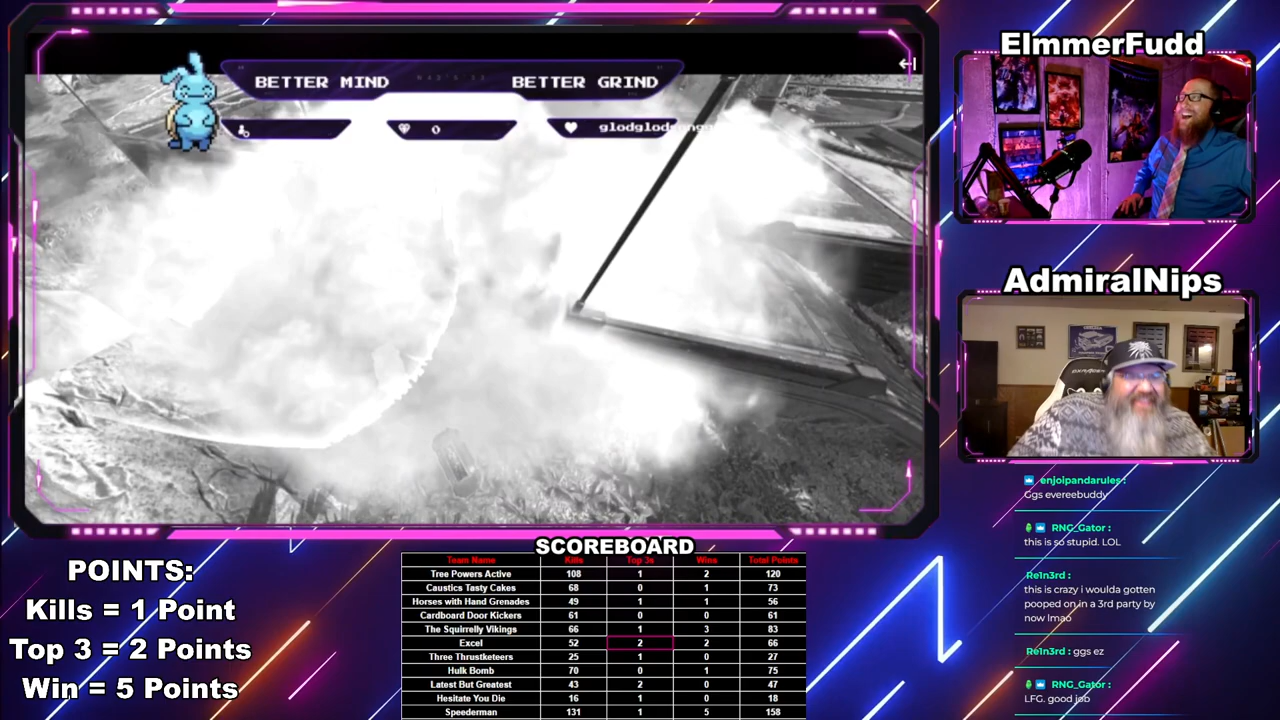 ElmmerFudd
BETTER MIND
BETTER GRIND
0
AdmiralNips
enjoipandarules :
Ggs evereebuddy
RNG_Gator :
this is so stupid. LOL
Re1n3rd :
this is crazy i woulda gotten
pooped on in a 3rd party by
now lmao
Re1n3rd : ggs ez
RNG_Gator :
LFG. good job
POINTS:
Kills = 1 Point
Top 3 = 2 Points
Win = 5 Points
SCOREBOARD
Team Name Kills Top 3s Wins Total Points
Tree Powers Active 108 1 2 120
Caustics Tasty Cakes 68 0 1 73
Horses with Hand Grenades 49 1 1 56
Cardboard Door Kickers 61 0 0 61
The Squirrelly Vikings 66 1 3 83
Excel 52 2 2 66
Three Thrustketeers 25 1 0 27
Hulk Bomb 70 0 1 75
Latest But Greatest 43 2 0 47
Hesitate You Die 16 1 0 18
Speederman 131 1 5 158